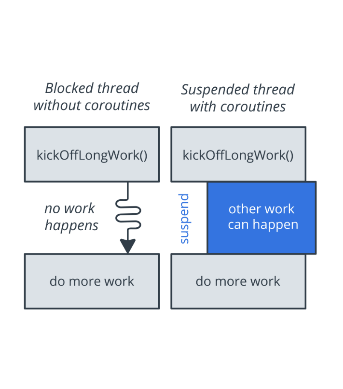 Blocked thread
without coroutines
kickOffLongWork()
no work
happens
do more work
Suspended thread
with coroutines
kickOffLongWork()
suspend
other work
can happen
do more work